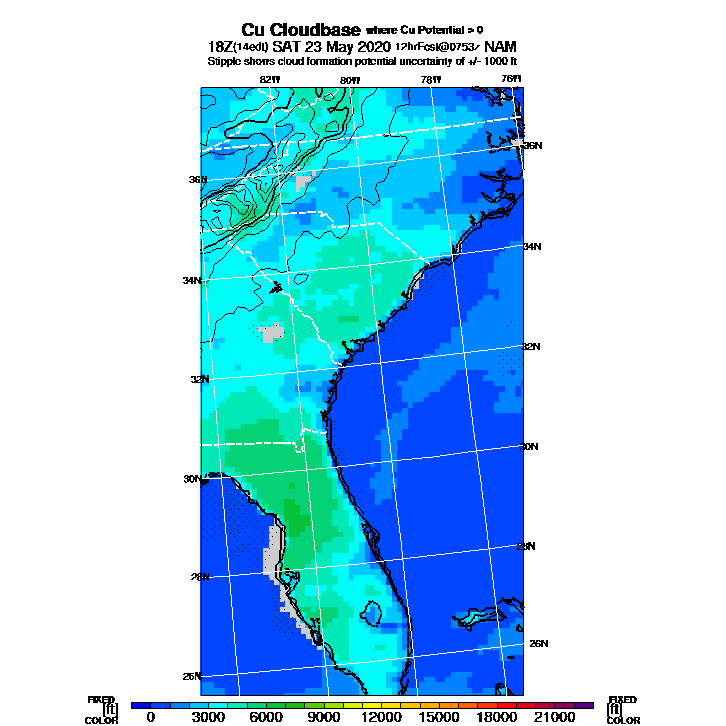 Cu Cloudbase where Cu Potential > 0
18Z(14edt) SAT 23 May 2020 12hrFcst@0753z NAM
Stipple shows cloud formation potential uncertainty of +/- 1000 ft
82W 80W 78W 76W
36N
36N
34N
34N
32N
32N
30N
30N
28N
28N
26N
26N
FIXED FIXED
[ft] [ft]
COLOR COLOR
0 3000 6000 9000 12000 15000 18000 21000